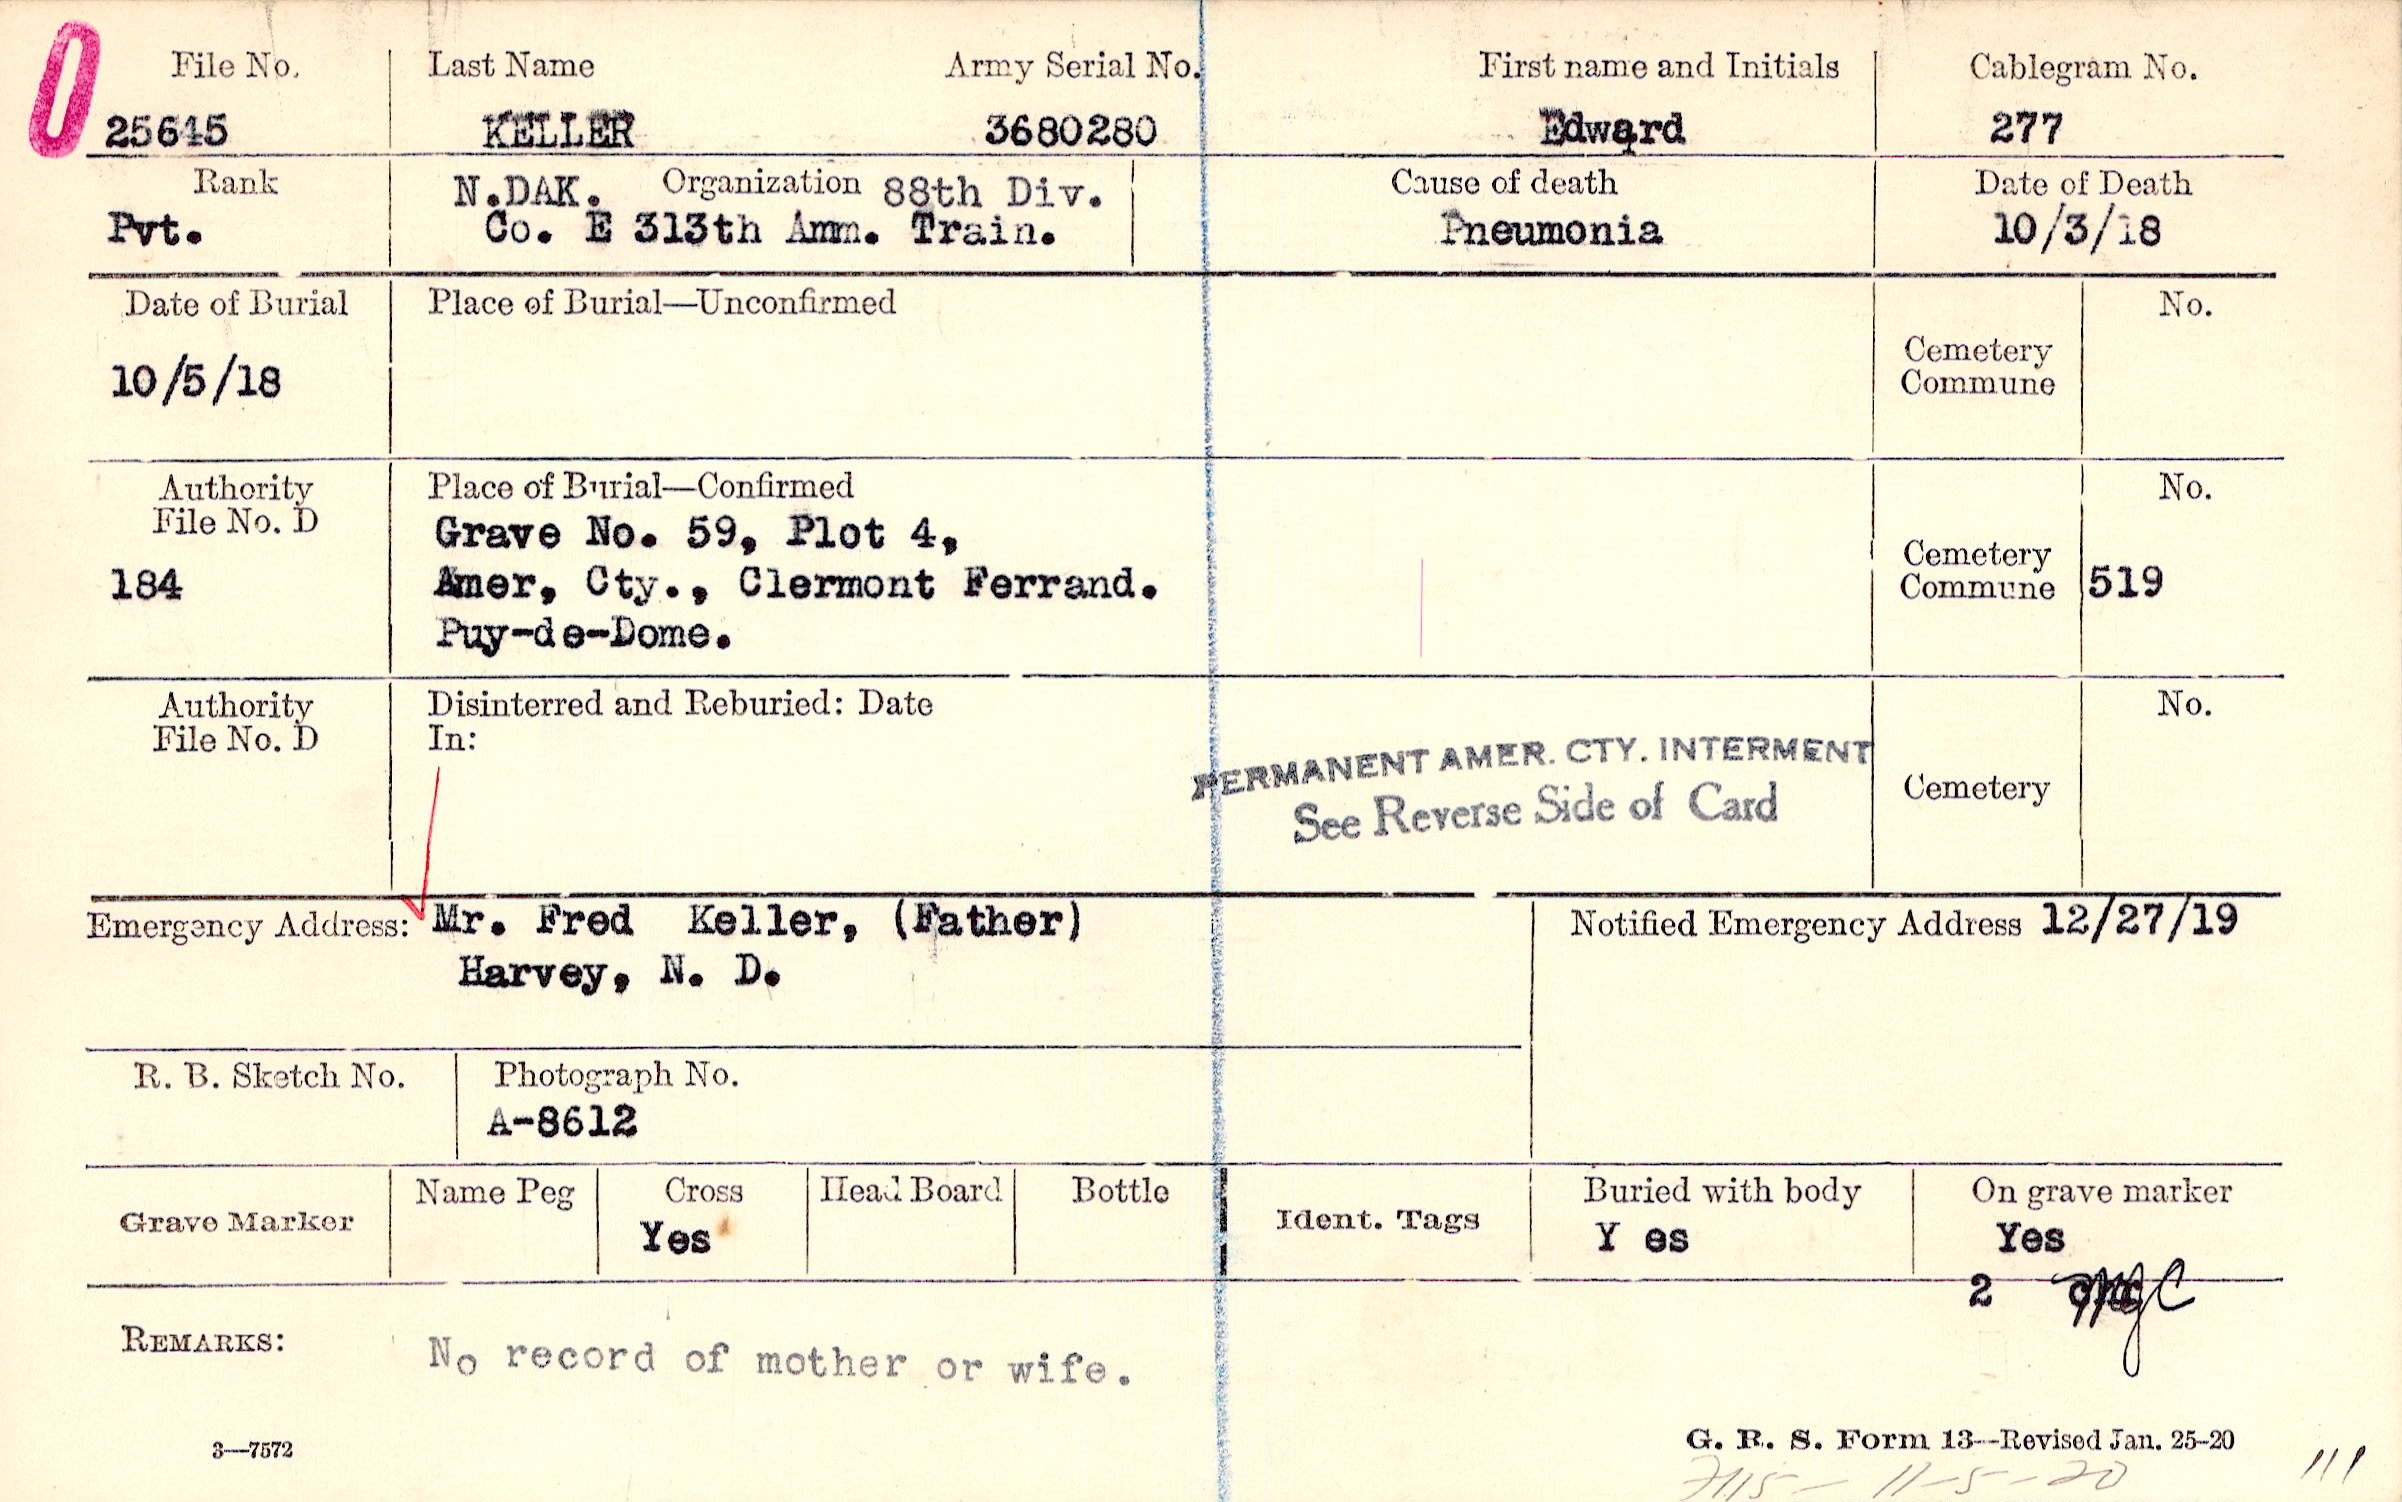 File No. Last Name Army Serial No. First name and Initials Cablegram No.
25645 KELLER 3680280 Edward 277
Rank N.DAK. Organization 88th Div. Cause of death Date of Death
Pvt. Co. E 313th Amm. Train. Pneumonia 10/3/18
Date of Burial Place of Burial—Unconfirmed No.
Cemetery
Commune
10/5/18
Authority Place of Burial—Confirmed No.
File No. D
Grave No. 59, Plot 4,
Cemetery
184 Amer, Cty., Clermont Ferrand. Commune 519
Puy-de-Dome.
Authority Disinterred and Reburied: Date No.
File No. D In:
PERMANENT AMER. CTY. INTERMENT
See Reverse Side of Card
Cemetery
Emergency Address: Mr. Fred Keller, (Father) Notified Emergency Address 12/27/19
Harvey, N. D.
R. B. Sketch No. Photograph No.
A-8612
Grave Marker Name Peg Cross Head Board Bottle Ident. Tags Buried with body On grave marker
Yes Y es Yes
2
REMARKS: No record of mother or wife.
3—7572 G. R. S. Form 13—Revised Jan. 25-20
11-5-20